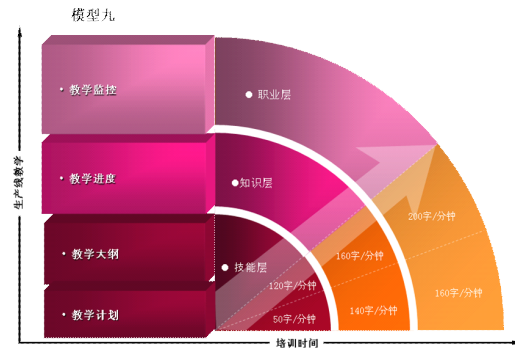 模型九
生产线教学
• 教学监控
• 教学进度
• 教学大纲
• 教学计划
● 职业层
●知识层
● 技能层
200字/分钟
160字/分钟
160字/分钟
140字/分钟
120字/分钟
50字/分钟
培训时间